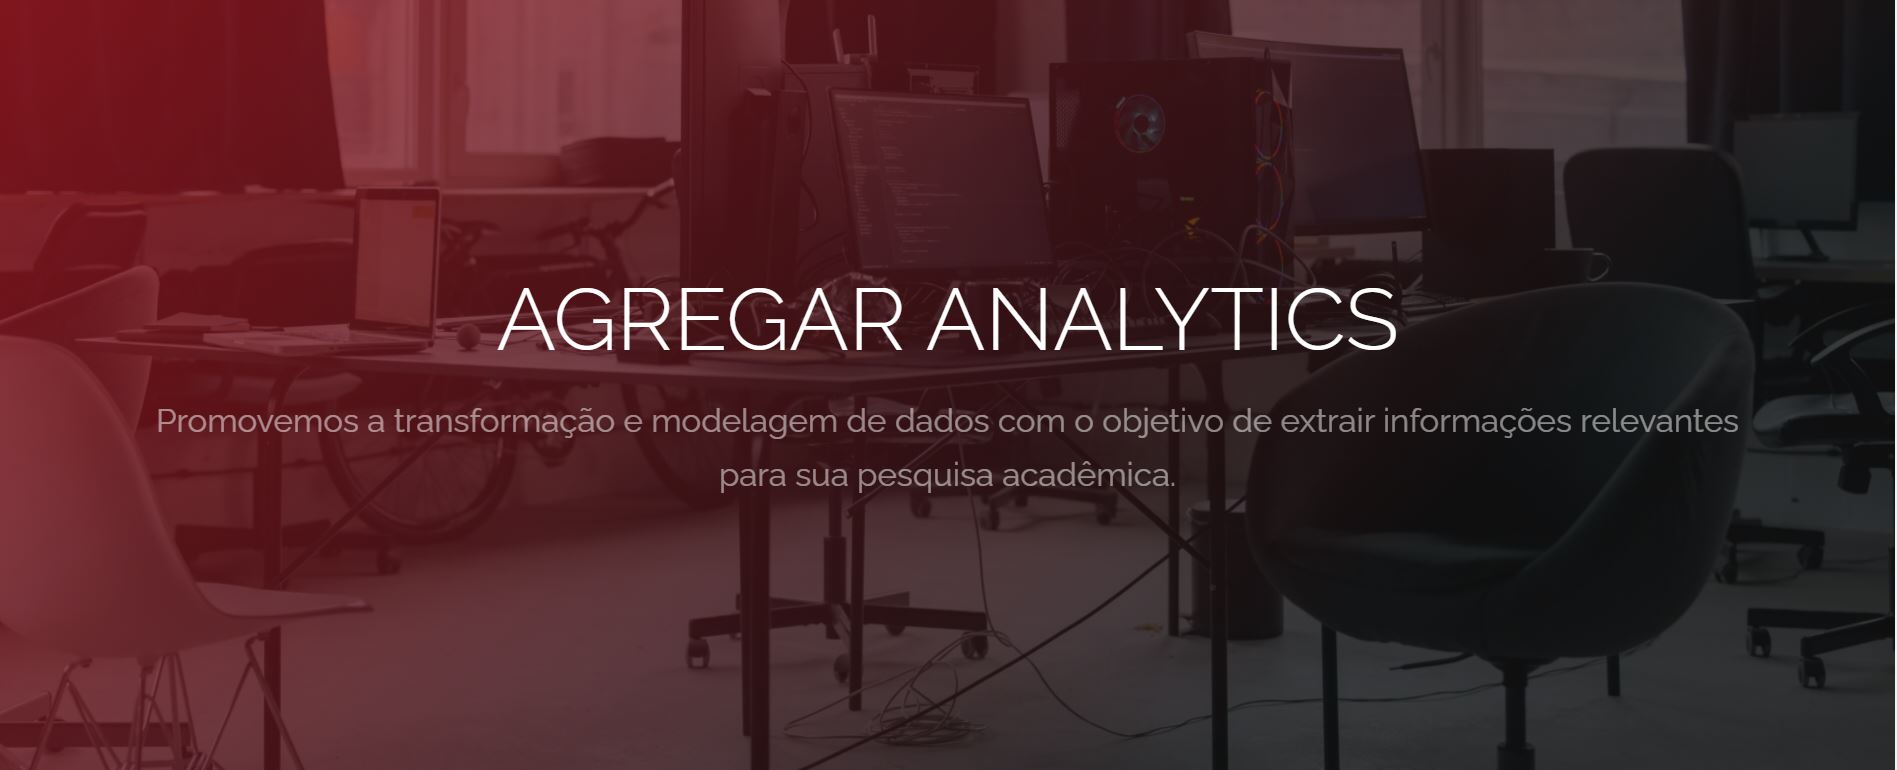 AGREGAR ANALYTICS
Promovemos a transformação e modelagem de dados com o objetivo de extrair informações relevantes
para sua pesquisa acadêmica.